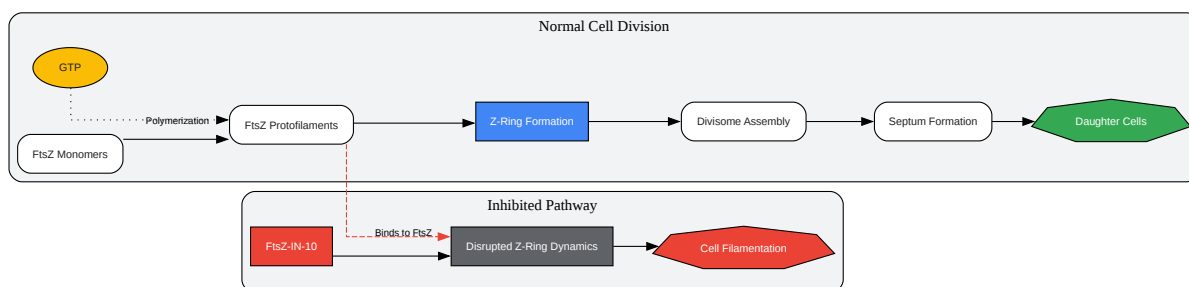 Normal Cell Division
GTP
Polymerization
FtsZ Monomers
FtsZ Protofilaments
Z-Ring Formation
Divisome Assembly
Septum Formation
Daughter Cells
Inhibited Pathway
FtsZ-IN-10
Binds to FtsZ
Disrupted Z-Ring Dynamics
Cell Filamentation